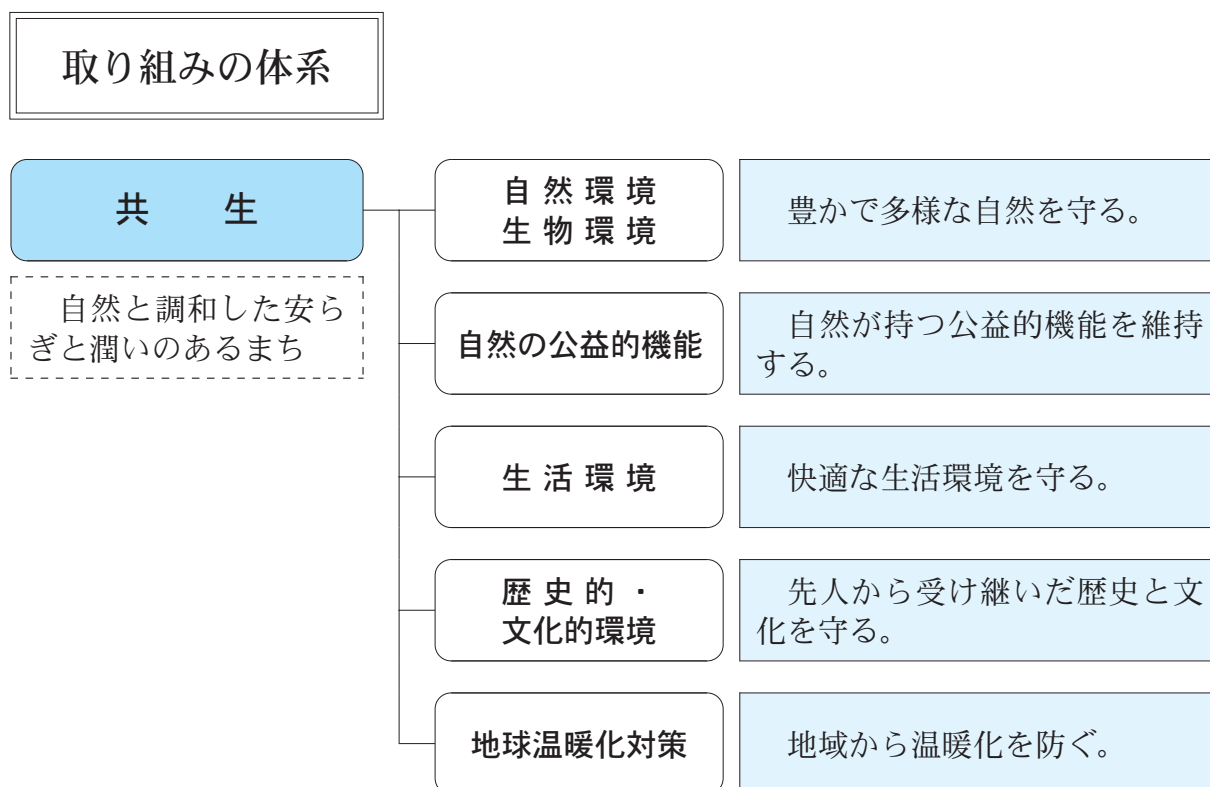 取り組みの体系
共　生
自然と調和した安ら
ぎと潤いのあるまち
自然環境
生物環境
豊かで多様な自然を守る。
自然の公益的機能
自然が持つ公益的機能を維持
する。
生活環境
快適な生活環境を守る。
歴史的・
文化的環境
先人から受け継いだ歴史と文
化を守る。
地球温暖化対策
地域から温暖化を防ぐ。